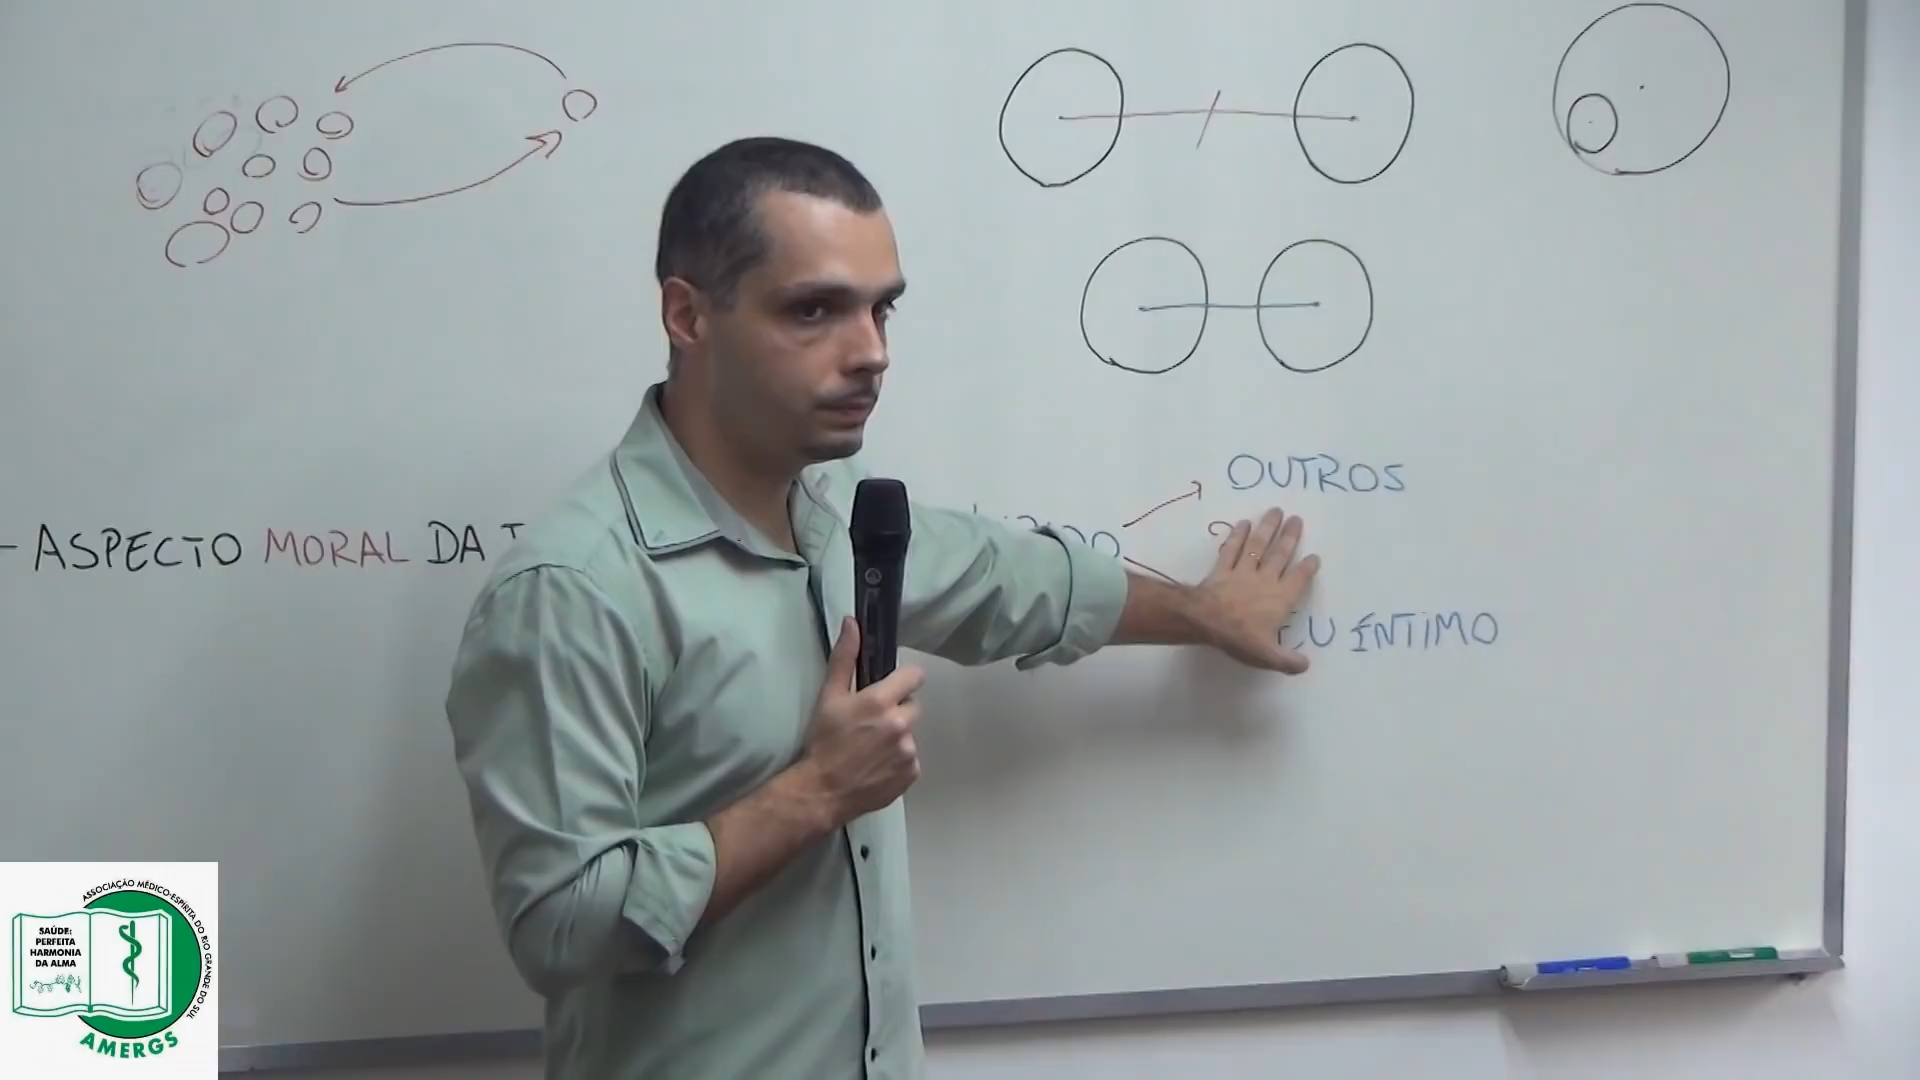 OUTROS
- ASPECTO MORAL DA
EU ÍNTIMO
ASSOCIAÇÃO MÉDICO-ESPÍRITA DO RIO GRANDE DO SUL
SAÚDE:
PERFEITA
HARMONIA
DA ALMA
AMERGS